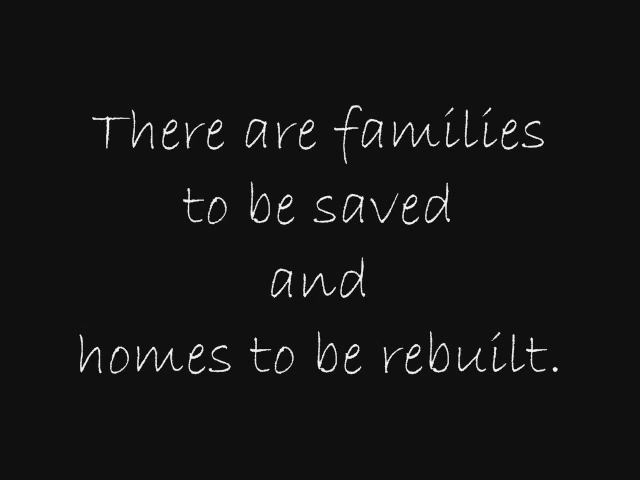 There are families
to be saved
and
homes to be rebuilt.